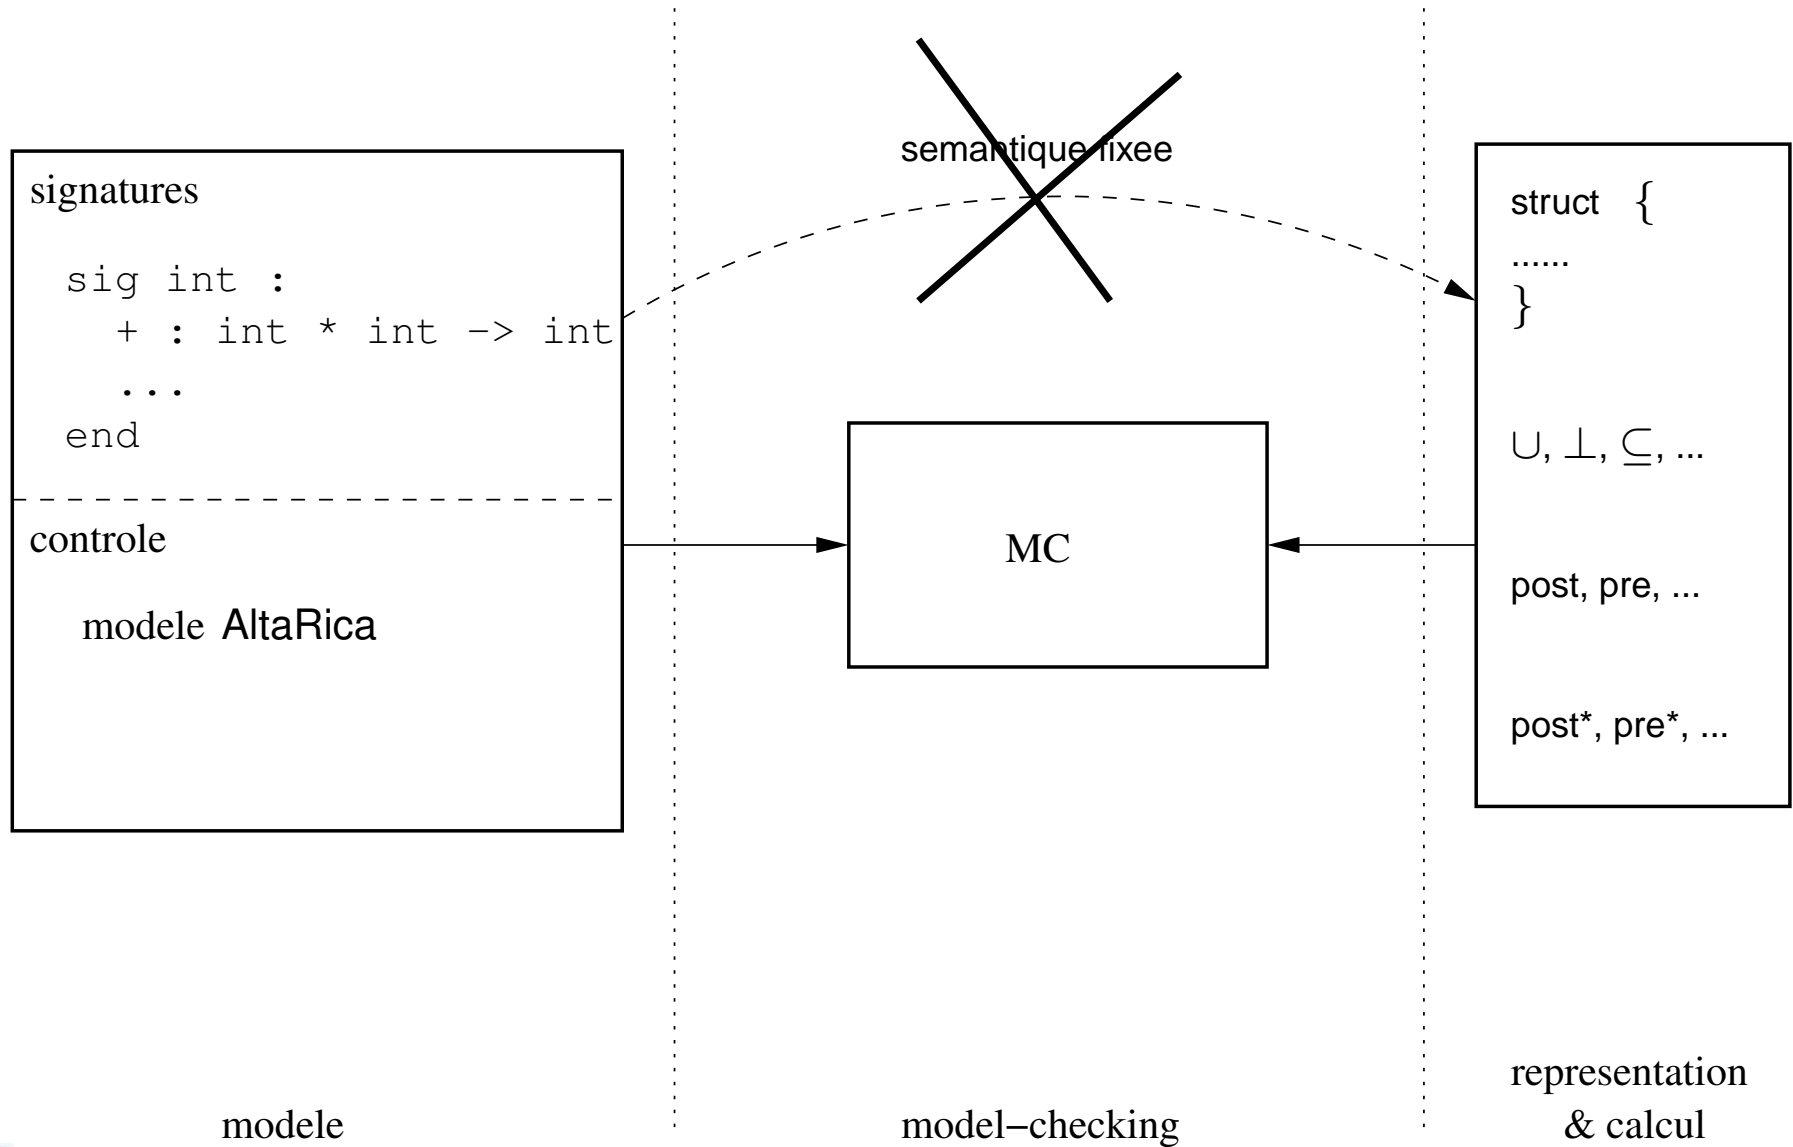 semantique fixee
signatures
sig int :
+ : int * int −> int
...
end
controle
modele AltaRica
MC
struct {
......
}
∪, ⊥, ⊆, ...
post, pre, ...
post*, pre*, ...
modele
model−checking
representation
& calcul